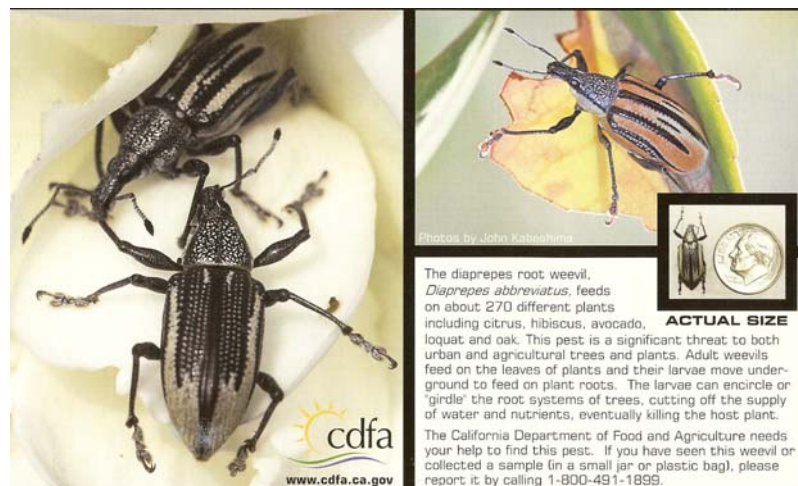 cdfa
www.cdfa.ca.gov
Photos by John Kabashima
ACTUAL SIZE
The diaprepes root weevil,
Diaprepes abbreviatus, feeds
on about 270 different plants
including citrus, hibiscus, avocado,
loquat and oak. This pest is a significant threat to both
urban and agricultural trees and plants. Adult weevils
feed on the leaves of plants and their larvae move under-
ground to feed on plant roots. The larvae can encircle or
"girdle" the root systems of trees, cutting off the supply
of water and nutrients, eventually killing the host plant.
The California Department of Food and Agriculture needs
your help to find this pest. If you have seen this weevil or
collected a sample (in a small jar or plastic bag), please
report it by calling 1-800-491-1899.